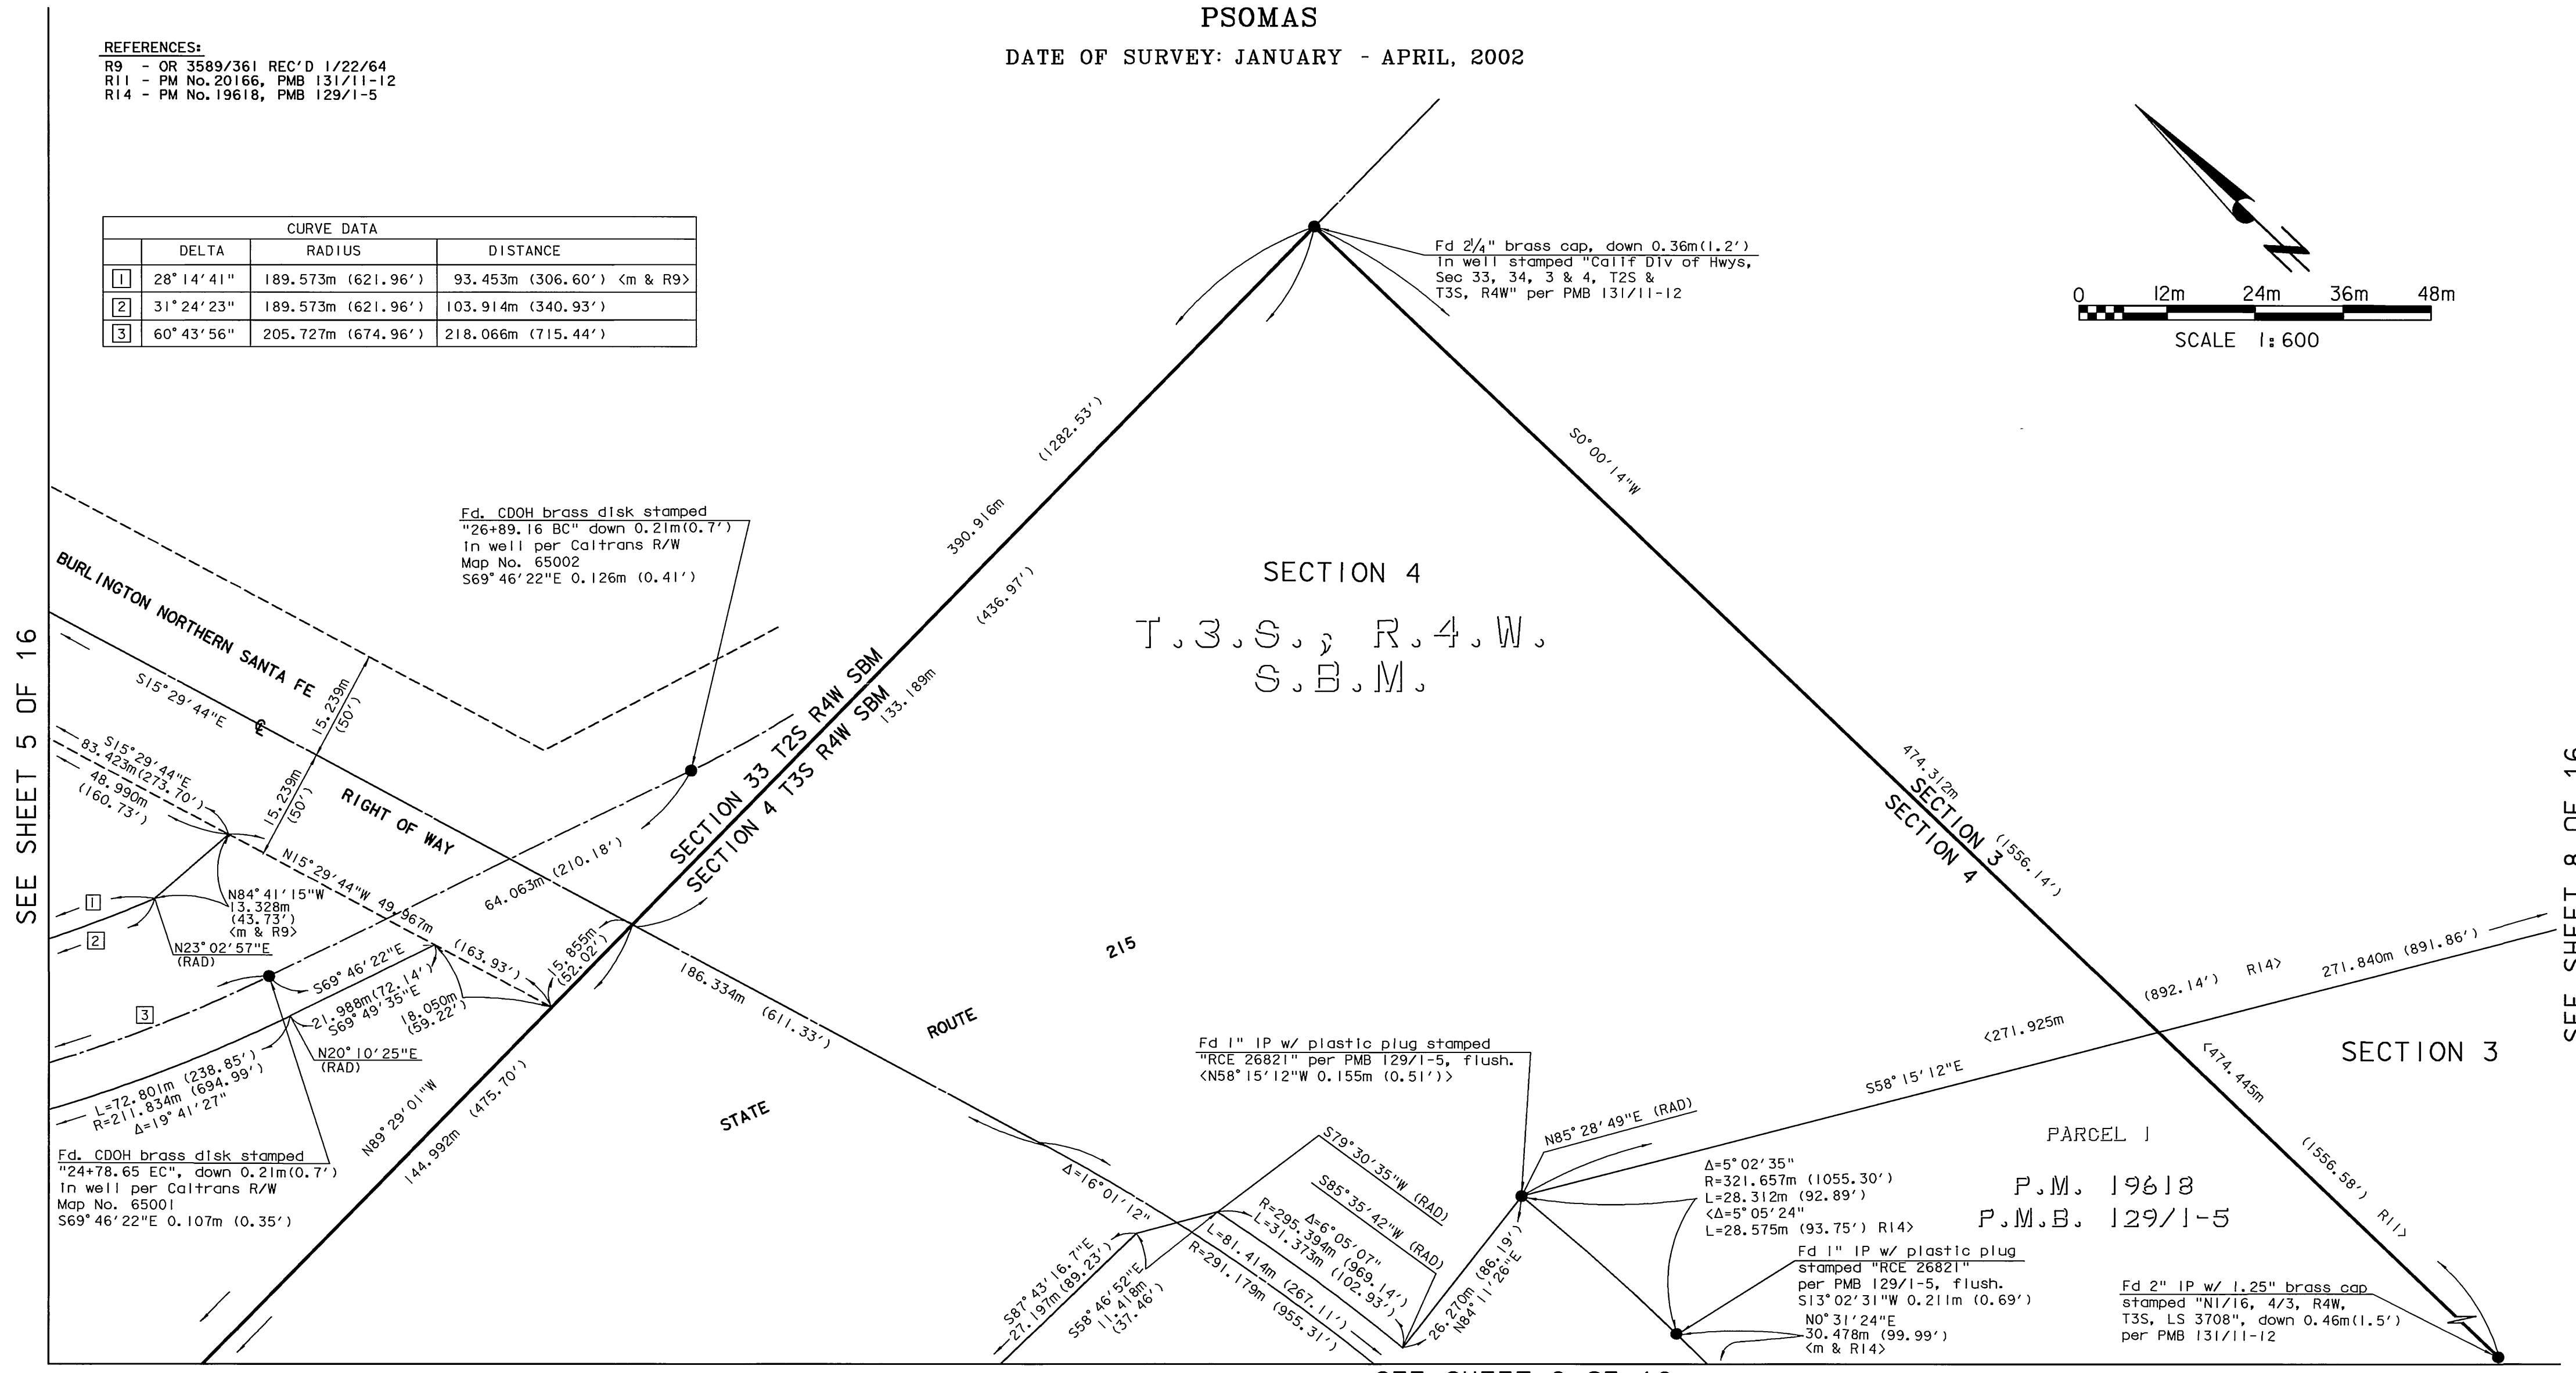 PSOMAS
DATE OF SURVEY: JANUARY - APRIL, 2002
REFERENCES:
R9 - OR 3589/361 REC'D 1/22/64
R11 - PM No. 20166, PMB 131/11-12
R14 - PM No. 19618, PMB 129/1-5
CURVE DATA
DELTA RADIUS DISTANCE
1 28°14'41" 189.573m (621.96') 93.453m (306.60') <m & R9>
2 31°24'23" 189.573m (621.96') 103.914m (340.93')
3 60°43'56" 205.727m (674.96') 218.066m (715.44')
Fd 2¼" brass cap, down 0.36m(1.2')
in well stamped "Calif Div of Hwys,
Sec 33, 34, 3 & 4, T2S &
T3S, R4W" per PMB 131/11-12
0 12m 24m 36m 48m
SCALE 1:600
(1282.53')
390.916m
(436.97')
133.189m
S0°00'14"W
474.312m
(1556.14')
SECTION 3
SECTION 4
Fd. CDOH brass disk stamped
"26+89.16 BC" down 0.21m(0.7')
in well per Caltrans R/W
Map No. 65002
S69°46'22"E 0.126m (0.41')
SECTION 4
T.3.S., R.4.W.
S.B.M.
SEE SHEET 5 OF 16
BURLINGTON NORTHERN SANTA FE
RIGHT OF WAY
S15°29'44"E
15.239m
(50')
15.239m
(50')
S15°29'44"E
83.423m(273.70')
48.990m
(160.73')
SECTION 33 T2S R4W SBM
SECTION 4 T3S R4W SBM
N15°29'44"W 49.967m
(163.93')
64.063m (210.18')
1
2
3
N84°41'15"W
13.328m
(43.73')
<m & R9>
N23°02'57"E
(RAD)
S69°46'22"E
21.988m(72.14')
S69°49'35"E
18.050m
(59.22')
15.855m
(52.02')
N20°10'25"E
(RAD)
L=72.801m (238.85')
R=211.834m (694.99')
Δ=19°41'27"
Fd. CDOH brass disk stamped
"24+78.65 EC", down 0.21m(0.7')
in well per Caltrans R/W
Map No. 65001
S69°46'22"E 0.107m (0.35')
N89°29'01"W
144.992m (475.70')
186.334m (611.33')
STATE ROUTE 215
Fd 1" IP w/ plastic plug stamped
"RCE 26821" per PMB 129/1-5, flush.
<N58°15'12"W 0.155m (0.51')>
Δ=16°01'12"
S87°43'16.7"E
27.197m(89.23')
S58°46'52"E
11.418m
(37.46')
S79°30'35"W (RAD)
S85°35'42"W (RAD)
Δ=6°05'07"
R=295.394m (969.14')
L=31.373m (102.93')
L=81.414m (267.11')
R=291.179m (955.31')
26.270m (86.19')
N84°11'26"E
N85°28'49"E (RAD)
S58°15'12"E
<271.925m (892.14') R14>
271.840m (891.86')
Δ=5°02'35"
R=321.657m (1055.30')
L=28.312m (92.89')
<Δ=5°05'24"
L=28.575m (93.75') R14>
Fd 1" IP w/ plastic plug
stamped "RCE 26821"
per PMB 129/1-5, flush.
S13°02'31"W 0.211m (0.69')
N0°31'24"E
30.478m (99.99')
<m & R14>
SECTION 3
PARCEL 1
P.M. 19618
P.M.B. 129/1-5
<474.445m (1556.58') R11>
Fd 2" IP w/ 1.25" brass cap
stamped "N1/16, 4/3, R4W,
T3S, LS 3708", down 0.46m(1.5')
per PMB 131/11-12
SEE SHEET 8 OF 16